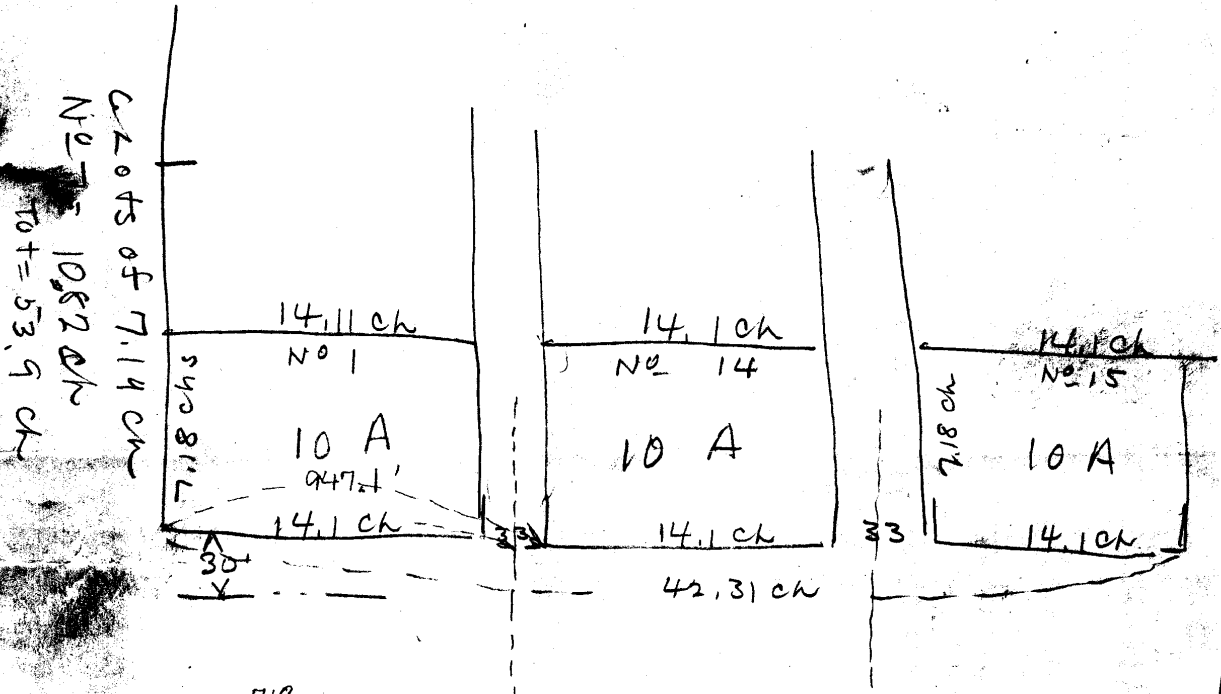 6 Lots of 7.14 ch
No 7 = 10.82 ch
Tot = 53.9 ch
14.11 ch
No 1
7.18 ch
10 A
947.1'
14.1 ch
30
14.1 ch
No 14
10 A
14.1 ch
33
14.1 ch
No 15
7.18 ch
10 A
33
14.1 ch
42.31 ch